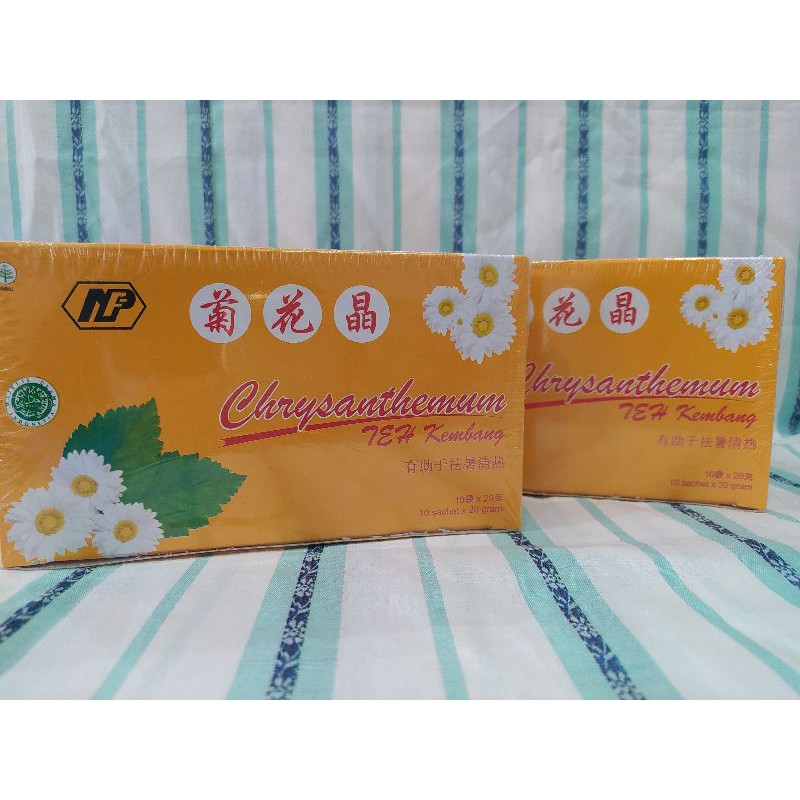 NF
菊花晶
Chrysanthemum
TEH Kembang
有助于祛暑清热
10袋 x 20克
10 sachet x 20 gram
花晶
Chrysanthemum
TEH Kembang
有助于祛暑清热
10袋 x 20克
10 sachet x 20 gram